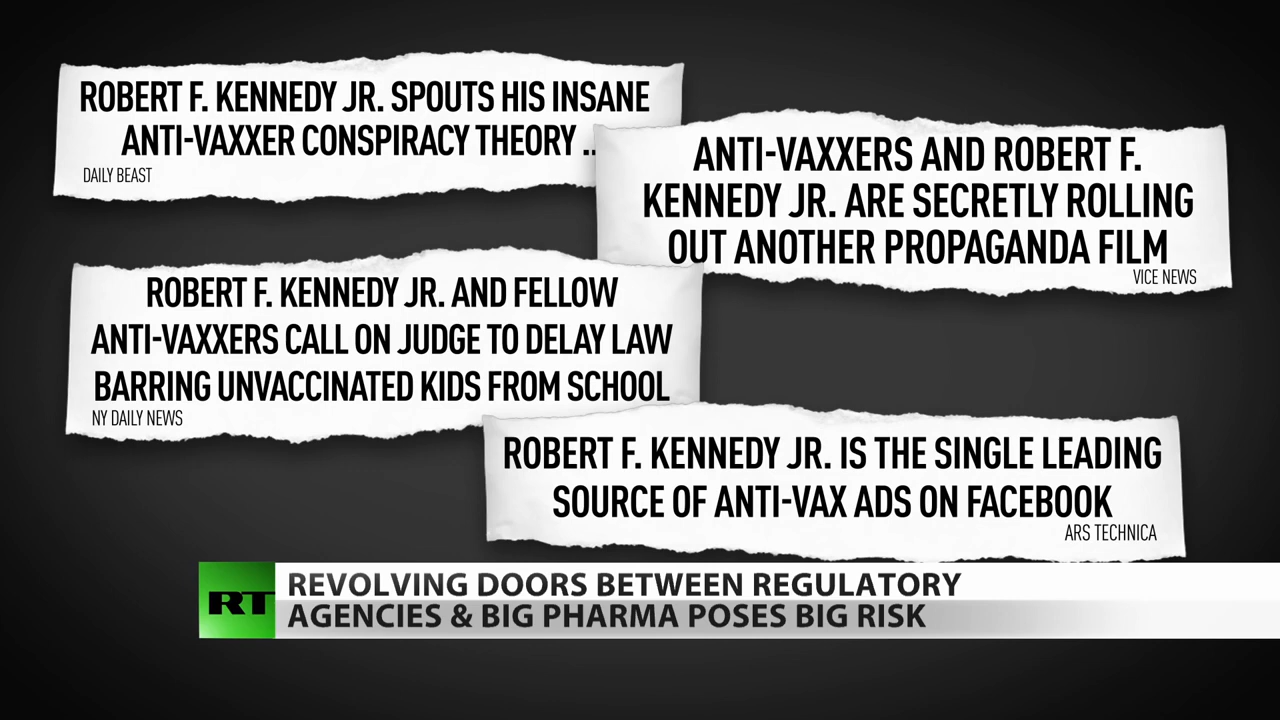 ROBERT F. KENNEDY JR. SPOUTS HIS INSANE
ANTI-VAXXER CONSPIRACY THEORY ..
DAILY BEAST
ANTI-VAXXERS AND ROBERT F.
KENNEDY JR. ARE SECRETLY ROLLING
OUT ANOTHER PROPAGANDA FILM
VICE NEWS
ROBERT F. KENNEDY JR. AND FELLOW
ANTI-VAXXERS CALL ON JUDGE TO DELAY LAW
BARRING UNVACCINATED KIDS FROM SCHOOL
NY DAILY NEWS
ROBERT F. KENNEDY JR. IS THE SINGLE LEADING
SOURCE OF ANTI-VAX ADS ON FACEBOOK
ARS TECHNICA
RT
REVOLVING DOORS BETWEEN REGULATORY
AGENCIES & BIG PHARMA POSES BIG RISK